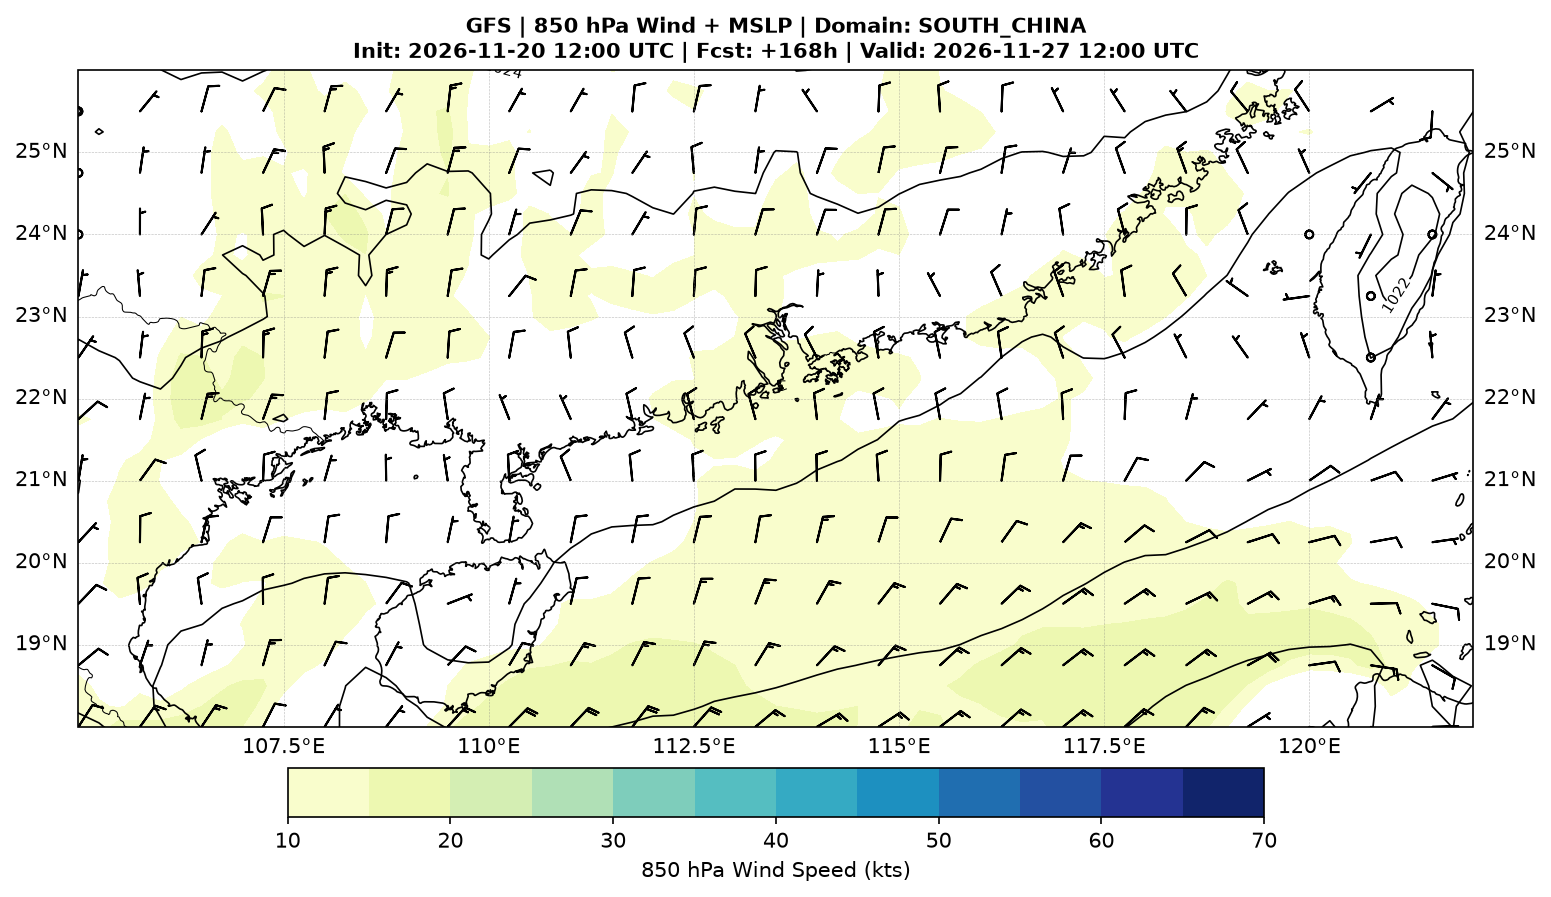 GFS | 850 hPa Wind + MSLP | Domain: SOUTH_CHINA
Init: 2026-11-20 12:00 UTC | Fcst: +168h | Valid: 2026-11-27 12:00 UTC
25°N 25°N
24°N 24°N
1022
23°N 23°N
22°N 22°N
21°N 21°N
20°N 20°N
19°N 19°N
107.5°E 110°E 112.5°E 115°E 117.5°E 120°E
10 20 30 40 50 60 70
850 hPa Wind Speed (kts)